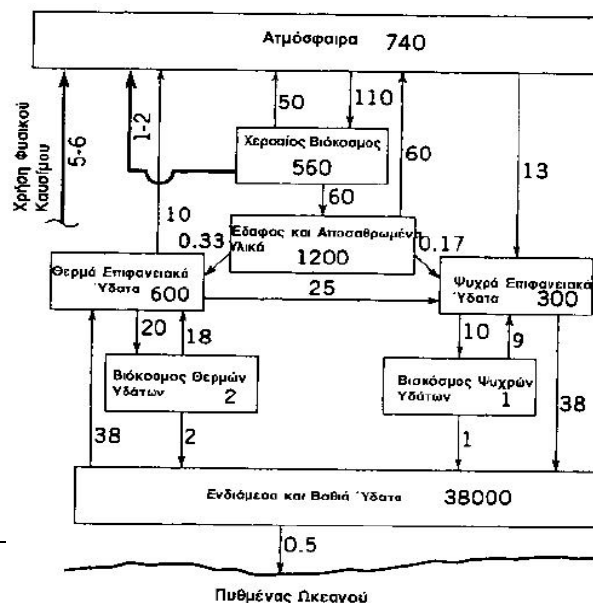 Ατμόσφαιρα 740
Χρήση Φυσικού
Καυσίμου
5-6
1-2
50
110
Χερσαίος Βιόκοσμος
560
60
13
10
60
Έδαφος και Αποσαθρωμένα
Υλικά
1200
0.33
0.17
Θερμά Επιφανειακά
Ύδατα 600
25
Ψυχρά Επιφανειακά
Ύδατα 300
20
18
10
9
Βιόκοσμος Θερμών
Υδάτων 2
Βιοκόσμος Ψυχρών
Υδάτων 1
38
2
1
38
Ενδιάμεσα και Βαθιά Ύδατα 38000
0.5
Πυθμένας Ωκεανού